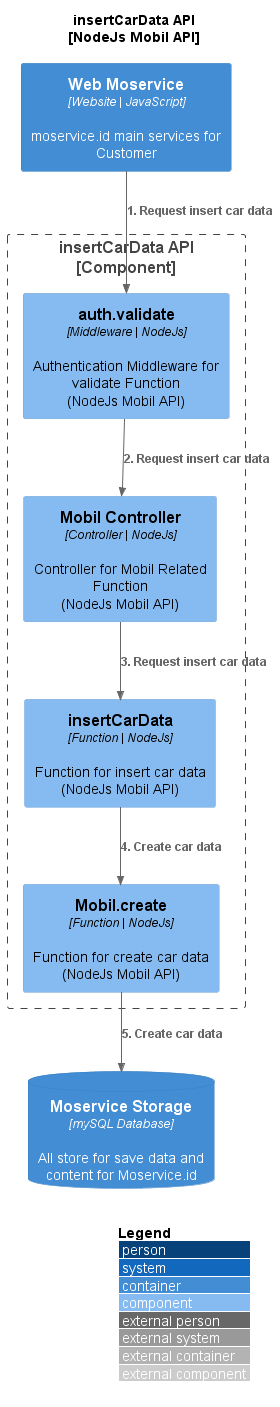 insertCarData API
[NodeJs Mobil API]
Web Moservice
[Website | JavaScript]
moservice.id main services for
Customer
1. Request insert car data
insertCarData API
[Component]
auth.validate
[Middleware | NodeJs]
Authentication Middleware for
validate Function
(NodeJs Mobil API)
2. Request insert car data
Mobil Controller
[Controller | NodeJs]
Controller for Mobil Related
Function
(NodeJs Mobil API)
3. Request insert car data
insertCarData
[Function | NodeJs]
Function for insert car data
(NodeJs Mobil API)
4. Create car data
Mobil.create
[Function | NodeJs]
Function for create car data
(NodeJs Mobil API)
5. Create car data
Moservice Storage
[mySQL Database]
All store for save data and
content for Moservice.id
Legend
person
system
container
component
external person
external system
external container
external component